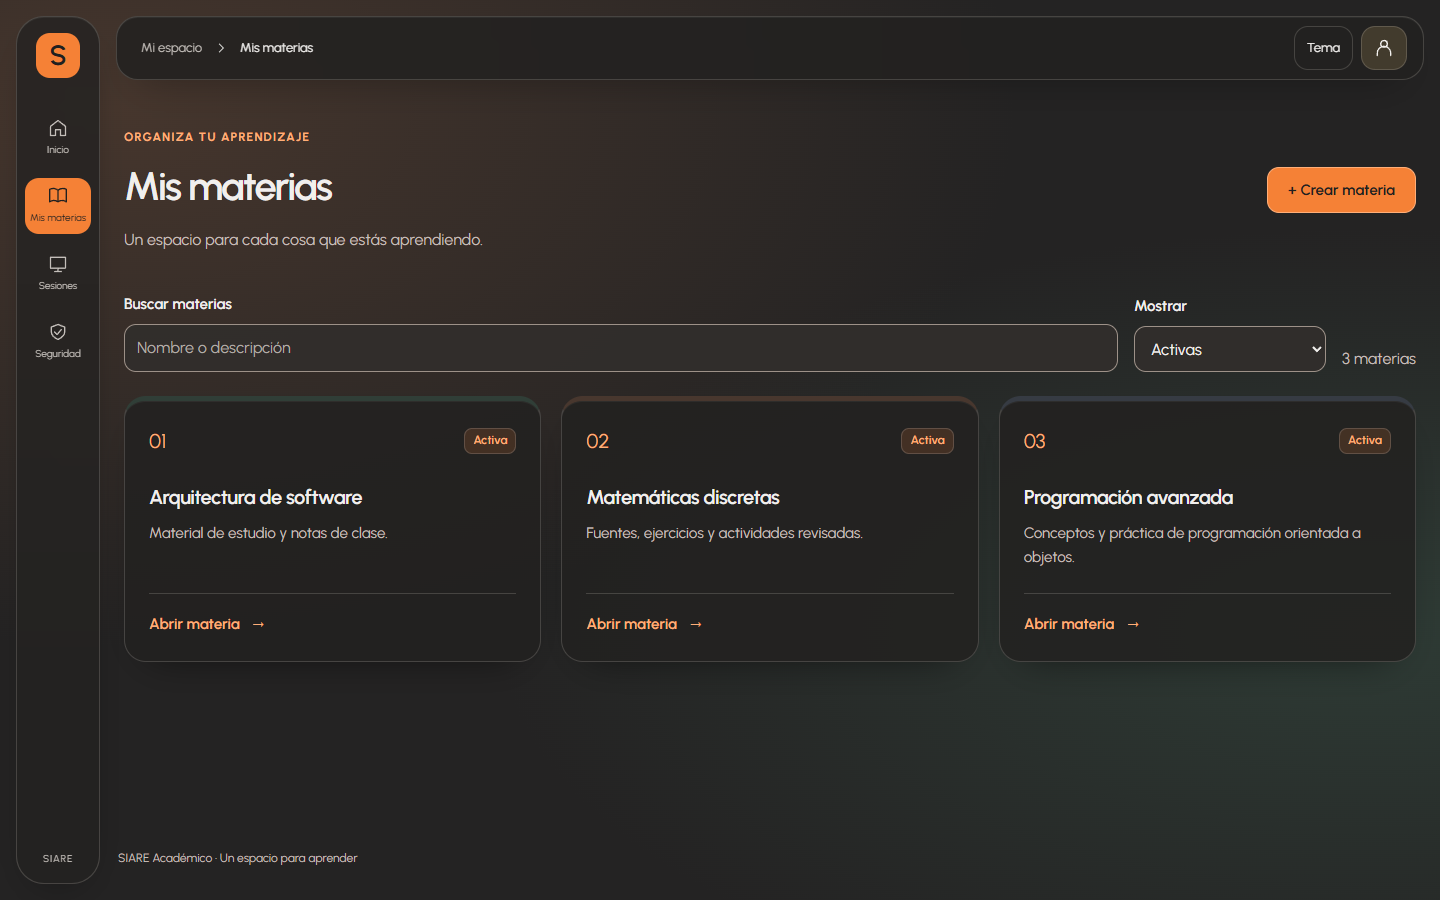 S
Mi espacio > Mis materias
Tema
Inicio
Mis materias
Sesiones
Seguridad
SIARE
ORGANIZA TU APRENDIZAJE
Mis materias
+ Crear materia
Un espacio para cada cosa que estás aprendiendo.
Buscar materias
Nombre o descripción
Mostrar
Activas
3 materias
01
Activa
Arquitectura de software
Material de estudio y notas de clase.
Abrir materia →
02
Activa
Matemáticas discretas
Fuentes, ejercicios y actividades revisadas.
Abrir materia →
03
Activa
Programación avanzada
Conceptos y práctica de programación orientada a
objetos.
Abrir materia →
SIARE Académico · Un espacio para aprender